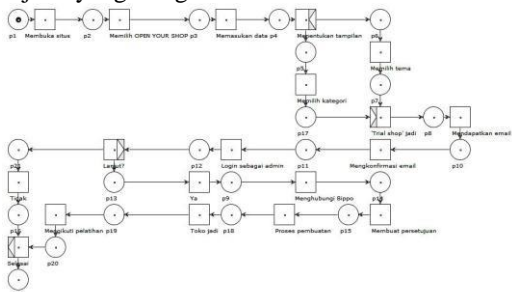 p1 Membuka situs p2 Memilih OPEN YOUR SHOP p3 Memasukan data p4 Menentukan tampilan p6
p5 Memilih tema
Memilih kategori p7
p17 'Trial shop' jadi p8 Mendapatkan email
Lanjut? p12 Login sebagai admin p11 Mengkonfirmasi email p10
Tidak p13 Ya p9 Menghubungi Bippo p14
Mengikuti pelathan p19 Toko jadi p18 Proses pembuatan p15 Membuat persetujuan
Selesai p20